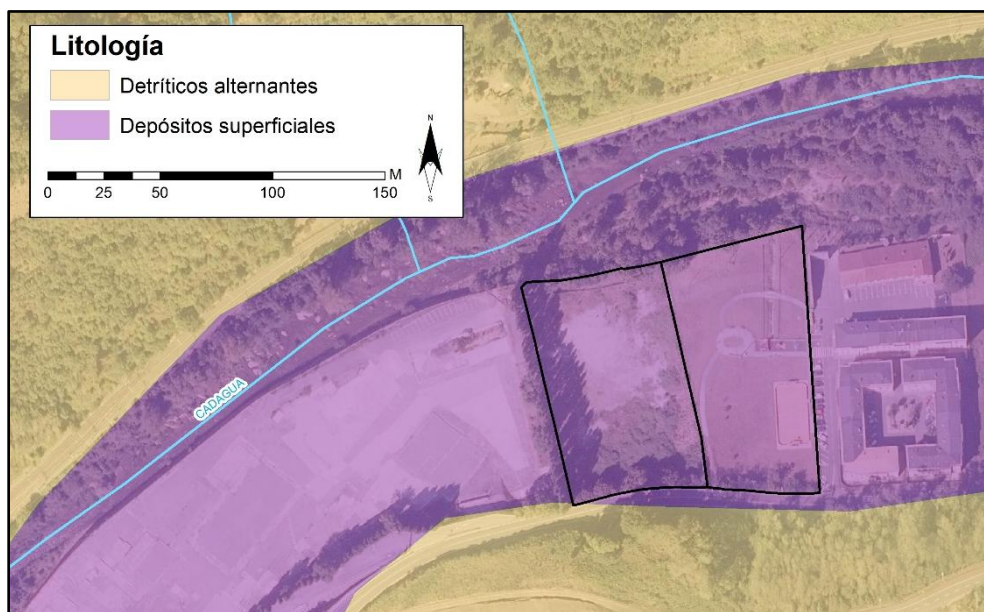 Litología
Detríticos alternantes
Depósitos superficiales
N
S
M
0 25 50 100 150
CADAGUA